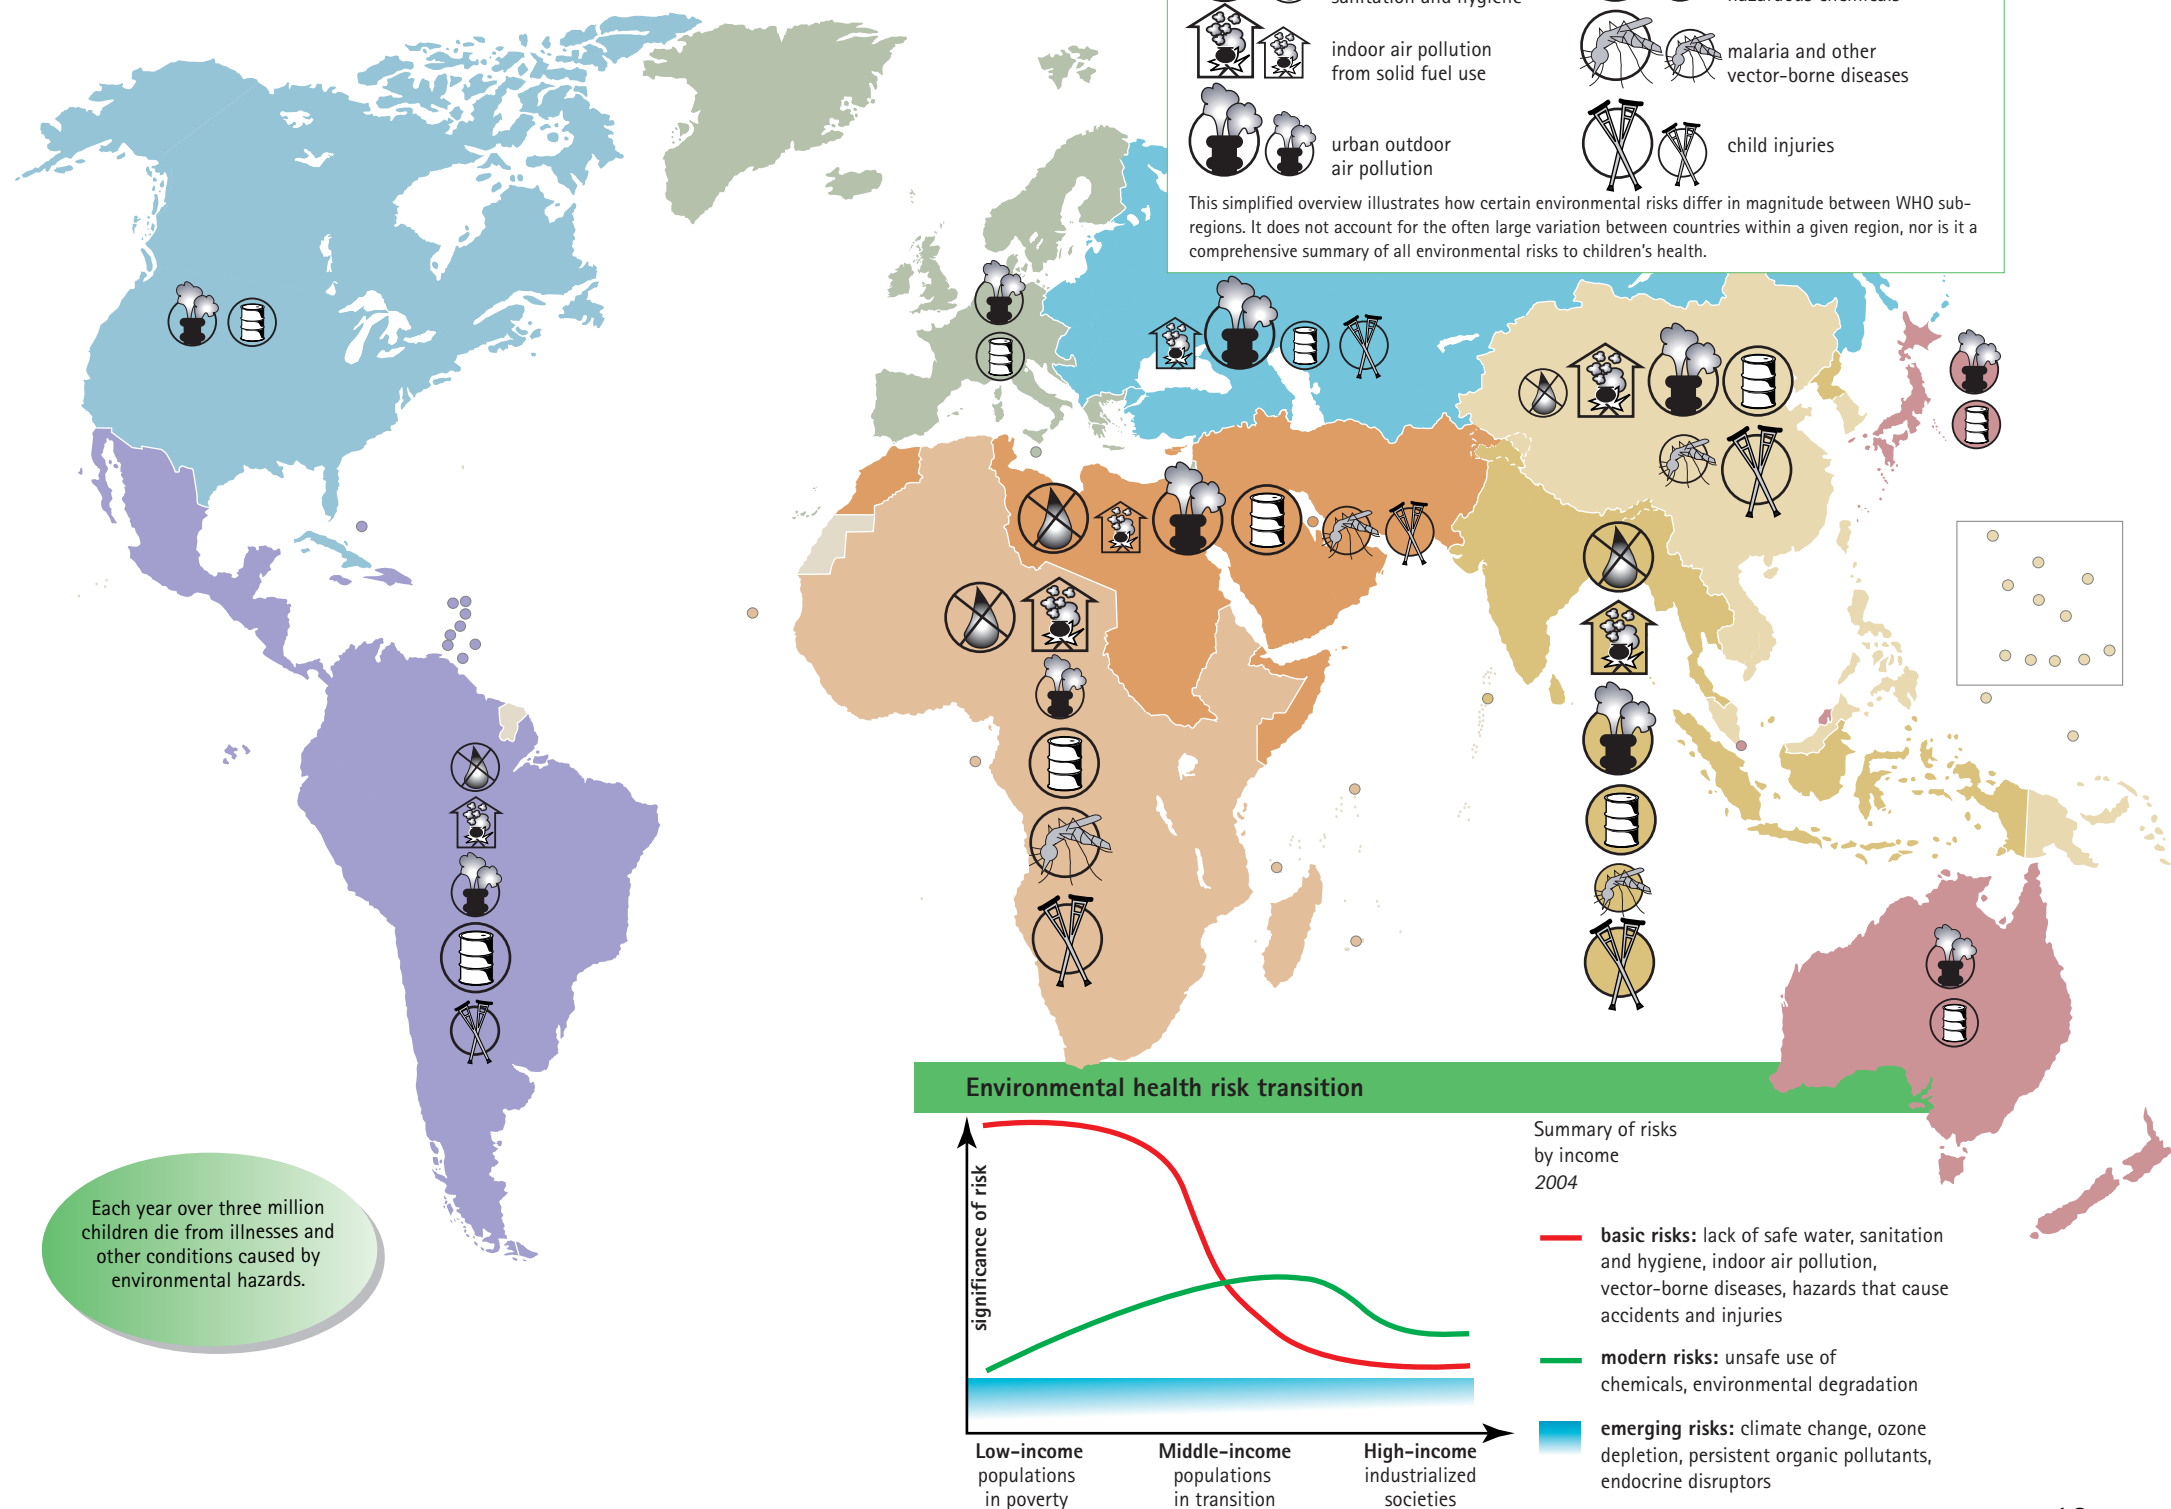 sanitation and hygiene
hazardous chemicals
indoor air pollution
from solid fuel use
malaria and other
vector-borne diseases
urban outdoor
air pollution
child injuries
This simplified overview illustrates how certain environmental risks differ in magnitude between WHO sub-
regions. It does not account for the often large variation between countries within a given region, nor is it a
comprehensive summary of all environmental risks to children's health.
Each year over three million
children die from illnesses and
other conditions caused by
environmental hazards.
Environmental health risk transition
significance of risk
Low-income
populations
in poverty
Middle-income
populations
in transition
High-income
industrialized
societies
Summary of risks
by income
2004
basic risks: lack of safe water, sanitation
and hygiene, indoor air pollution,
vector-borne diseases, hazards that cause
accidents and injuries
modern risks: unsafe use of
chemicals, environmental degradation
emerging risks: climate change, ozone
depletion, persistent organic pollutants,
endocrine disruptors